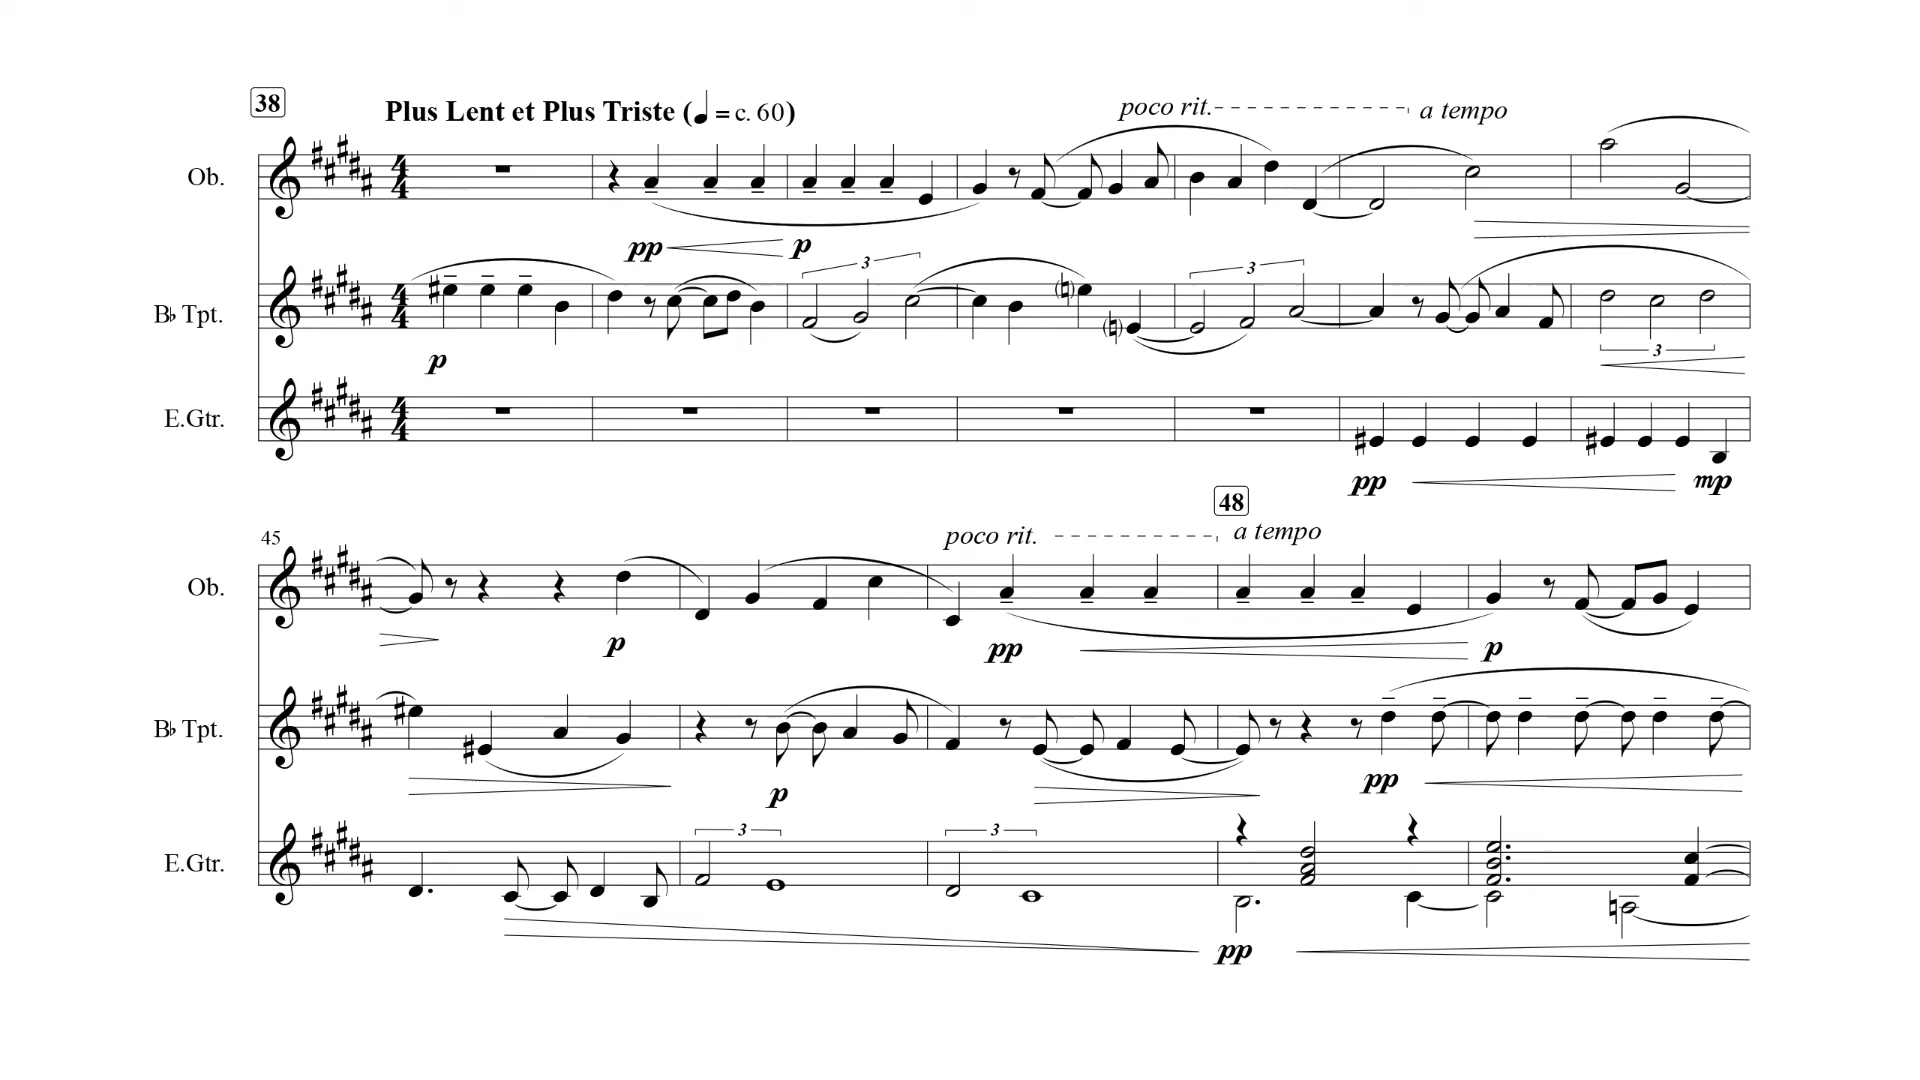 38
Plus Lent et Plus Triste (♩ = c. 60)
poco rit. a tempo
Ob.
pp p
3 3 3
B♭ Tpt.
p
3
E.Gtr.
pp mp
48
45 poco rit. a tempo
Ob.
p pp p
B♭ Tpt.
p pp
3 3
E.Gtr.
pp